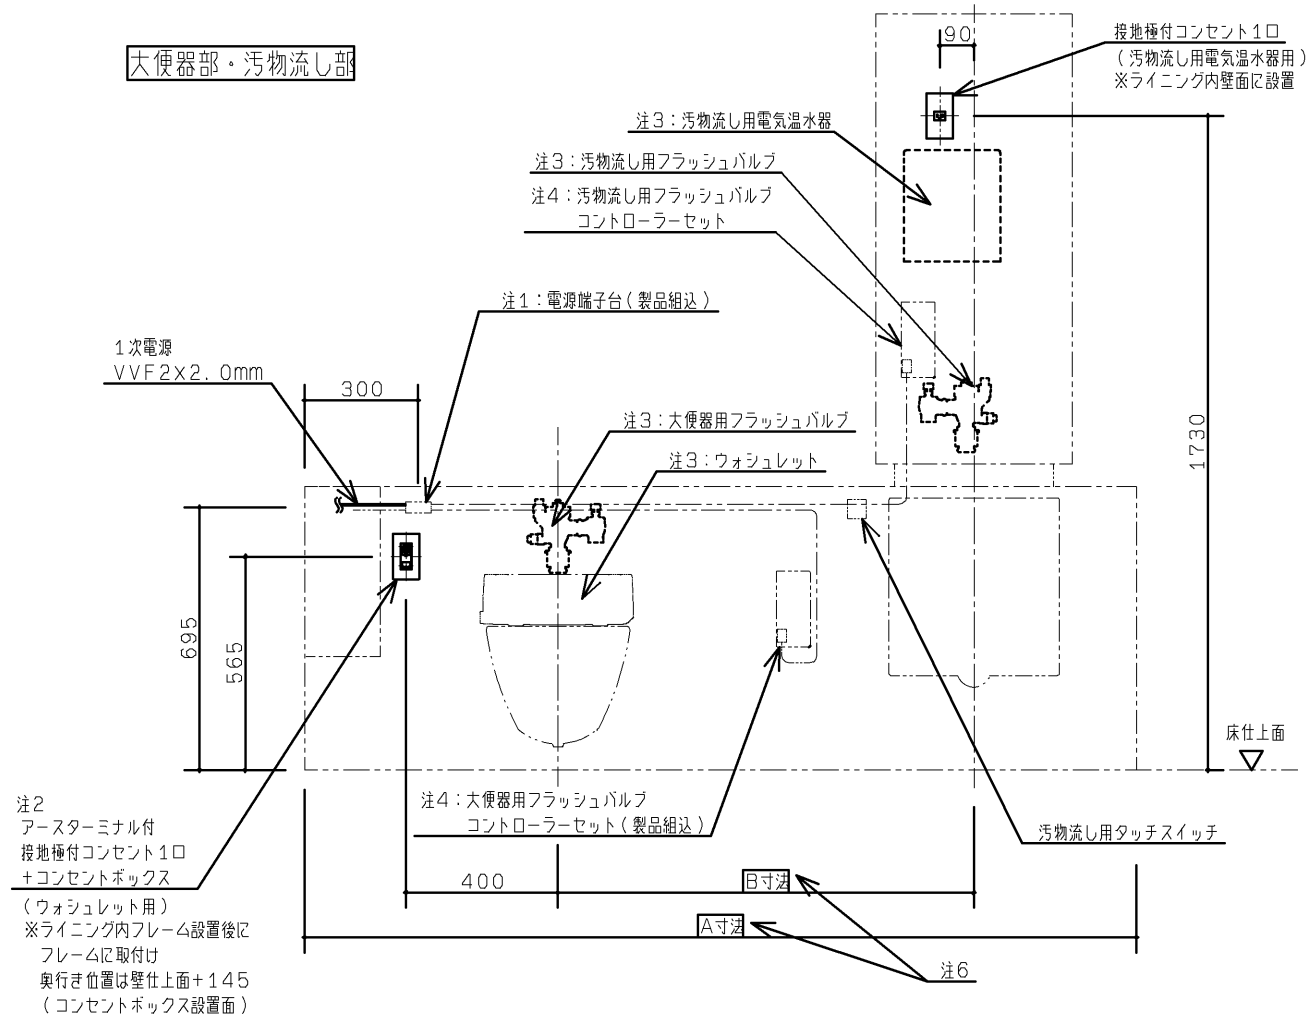 大便器部・汚物流し部
90
接地極付コンセント1口
(汚物流し用電気温水器用)
※ライニング内壁面に設置
注3:汚物流し用電気温水器
注3:汚物流し用フラッシュバルブ
注4:汚物流し用フラッシュバルブ
コントローラーセット
注1:電源端子台(製品組込)
1次電源
VVF2X2.0mm
300
注3:大便器用フラッシュバルブ
注3:ウォシュレット
1730
695
565
床仕上面
注2
アースターミナル付
接地極付コンセント1口
+コンセントボックス
(ウォシュレット用)
※ライニング内フレーム設置後に
フレームに取付け
奥行き位置は壁仕上面+145
(コンセントボックス設置面)
注4:大便器用フラッシュバルブ
コントローラーセット(製品組込)
汚物流し用タッチスイッチ
400
B寸法
A寸法
注6